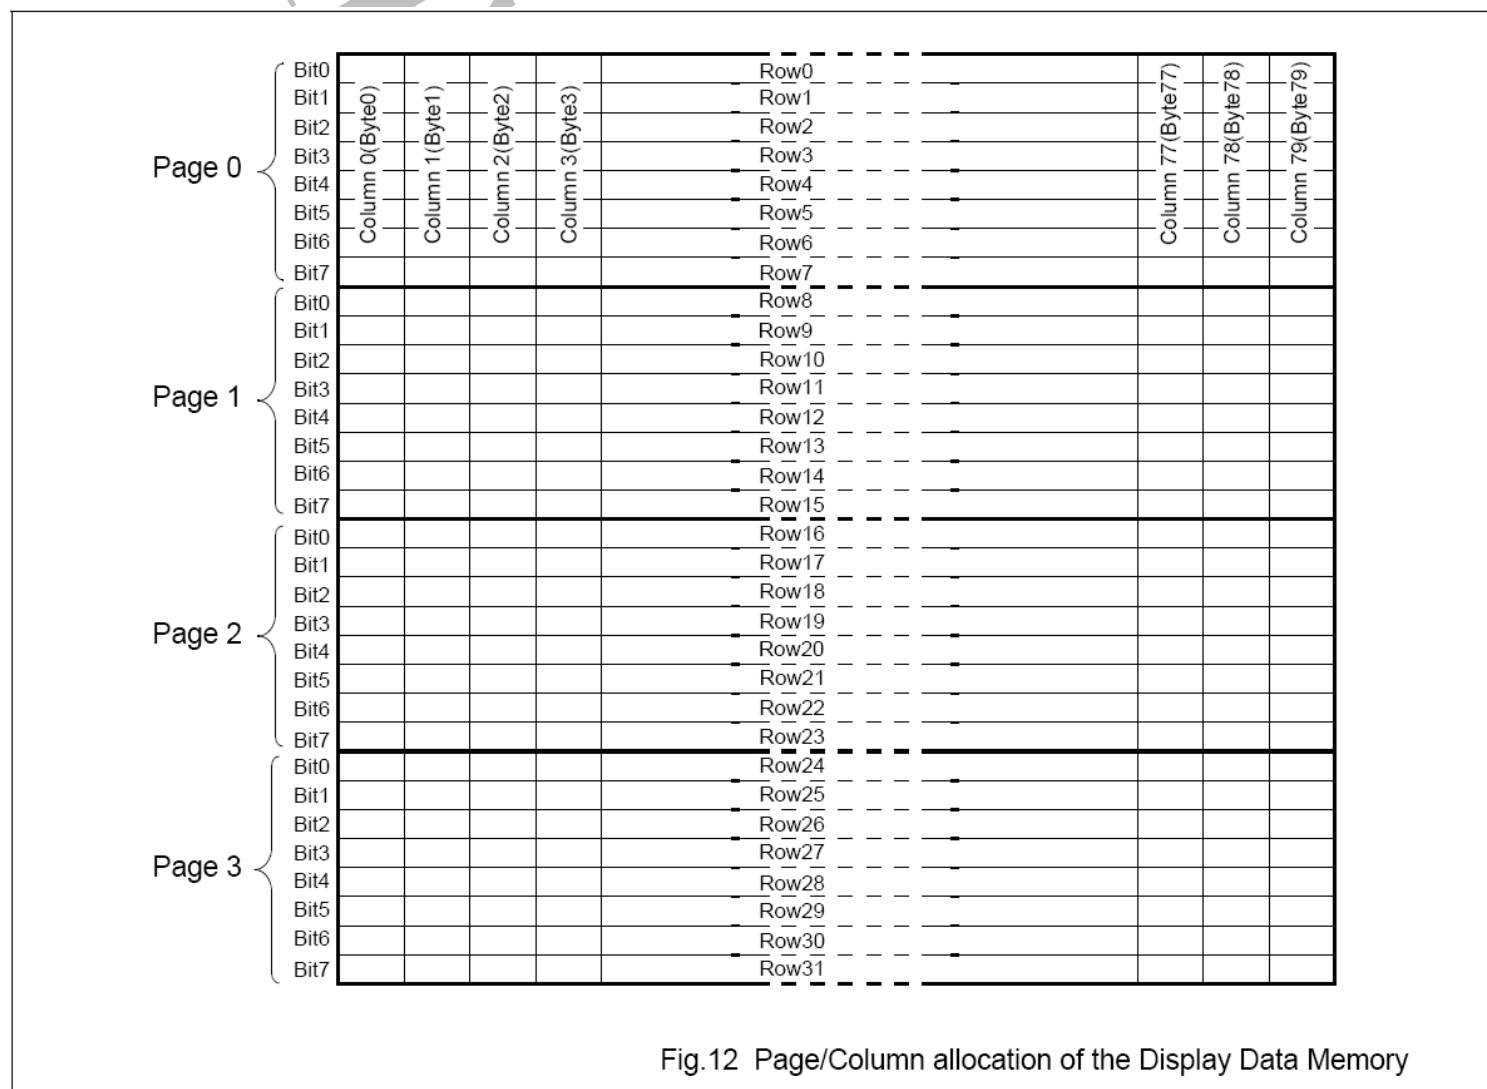 Bit0 Row0
Bit1 Row1
Bit2 Row2
Bit3 Row3
Bit4 Row4
Bit5 Row5
Bit6 Row6
Bit7 Row7
Page 0
Column 0(Byte0)
Column 1(Byte1)
Column 2(Byte2)
Column 3(Byte3)
Column 77(Byte77)
Column 78(Byte78)
Column 79(Byte79)
Bit0 Row8
Bit1 Row9
Bit2 Row10
Bit3 Row11
Bit4 Row12
Bit5 Row13
Bit6 Row14
Bit7 Row15
Page 1
Bit0 Row16
Bit1 Row17
Bit2 Row18
Bit3 Row19
Bit4 Row20
Bit5 Row21
Bit6 Row22
Bit7 Row23
Page 2
Bit0 Row24
Bit1 Row25
Bit2 Row26
Bit3 Row27
Bit4 Row28
Bit5 Row29
Bit6 Row30
Bit7 Row31
Page 3
Fig.12 Page/Column allocation of the Display Data Memory